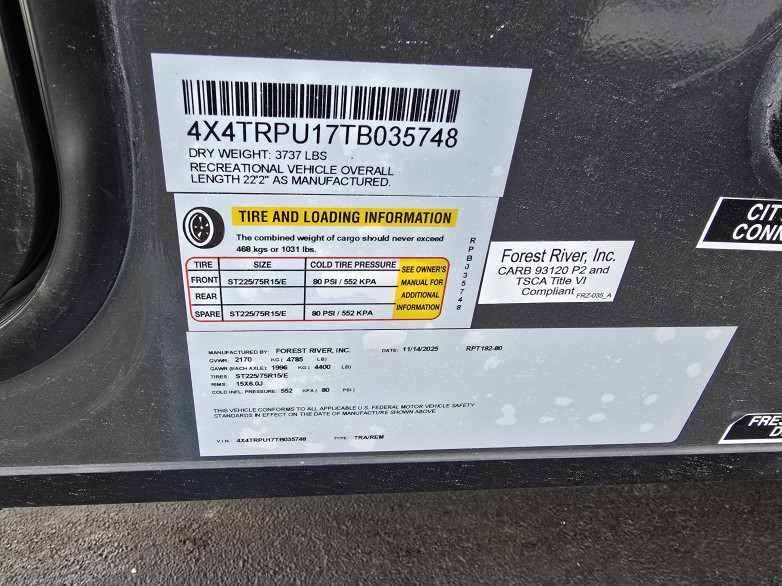 4X4TRPU17TB035748
DRY WEIGHT: 3737 LBS
RECREATIONAL VEHICLE OVERALL
LENGTH 22'2" AS MANUFACTURED.
TIRE AND LOADING INFORMATION
The combined weight of cargo should never exceed
468 kgs or 1031 lbs.
TIRE SIZE COLD TIRE PRESSURE
FRONT ST225/75R15/E 80 PSI / 552 KPA
REAR
SPARE ST225/75R15/E 80 PSI / 552 KPA
SEE OWNER'S
MANUAL FOR
ADDITIONAL
INFORMATION
RPB035748
Forest River, Inc.
CARB 93120 P2 and
TSCA Title VI
Compliant
FRZ-035_A
CIT
CONN
MANUFACTURED BY: FOREST RIVER, INC. DATE: 11/14/2025 RPT192-80
GVWR: 2170 KG ( 4785 LB)
GAWR (EACH AXLE): 1996 KG ( 4400 LB)
TIRES: ST225/75R15/E
RIMS: 15X6.0J
COLD INFL. PRESSURE: 552 KPA ( 80 PSI)
THIS VEHICLE CONFORMS TO ALL APPLICABLE U.S. FEDERAL MOTOR VEHICLE SAFETY
STANDARDS IN EFFECT ON THE DATE OF MANUFACTURE SHOWN ABOVE.
V.I.N.: 4X4TRPU17TB035748 TYPE: TRA/REM
FRES